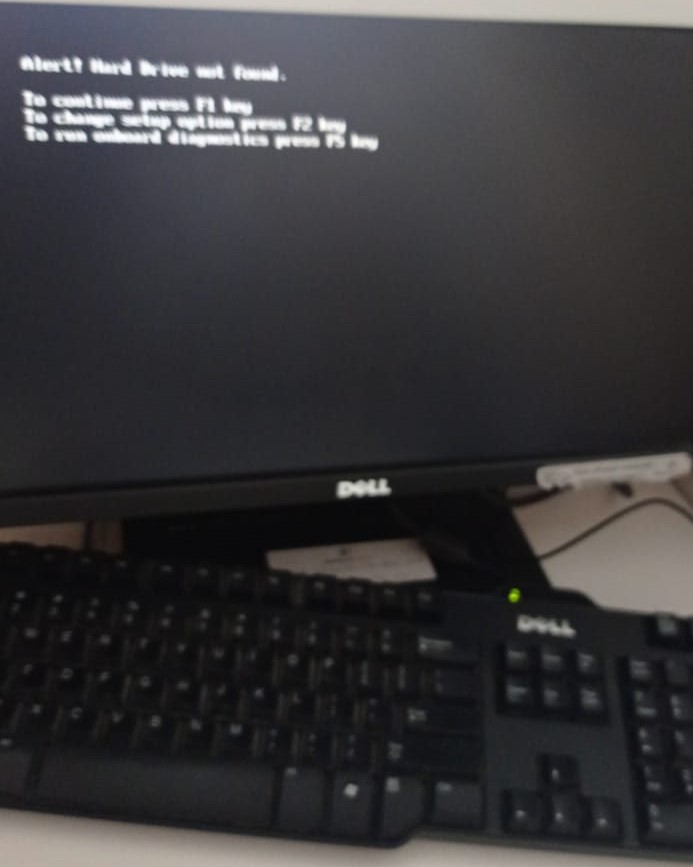 Alert! Hard Drive not found.
To continue press F1 key
To change setup option press F2 key
To run onboard diagnostics press F5 key
DELL
DELL